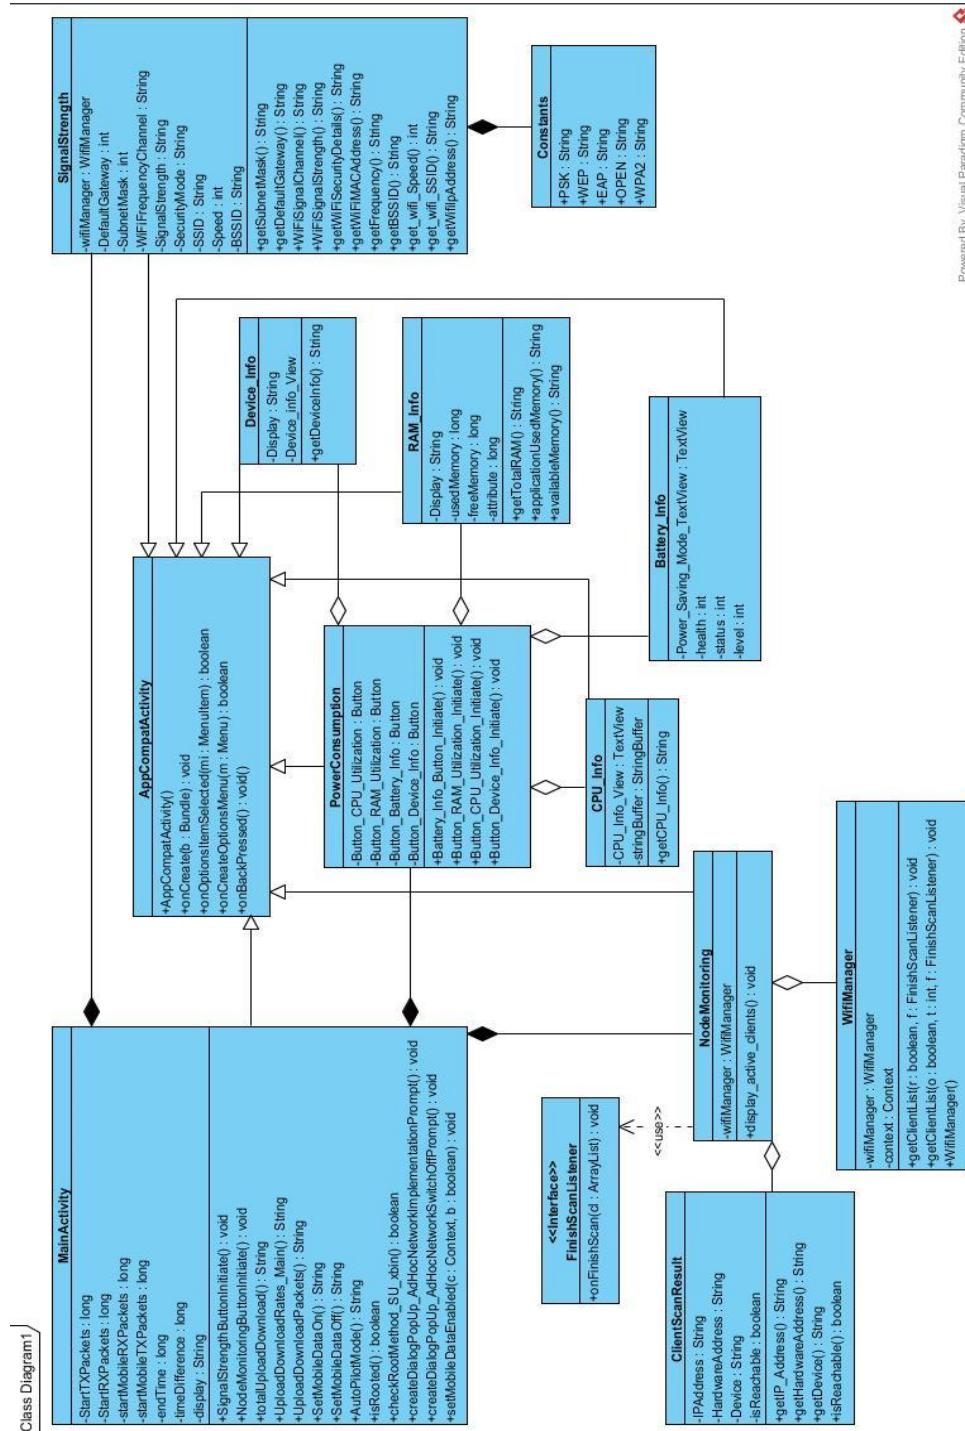 Class Diagram1
MainActivity
-StartTXPackets : long
-StartRXPackets : long
-startMobileRXPackets : long
-startMobileTXPackets : long
-endTime : long
-timeDifference : long
-display : String
+SignalStrengthButtonInitiate() : void
+NodeMonitoringButtonInitiate() : void
+totalUploadDownload() : String
+UploadDownloadRates_Main() : String
+UploadDownloadPackets() : String
+SetMobileDataOn() : String
+SetMobileDataOff() : String
+AutoPilotMode() : String
+isRooted() : boolean
+checkRootMethod_SU_xbin() : boolean
+createDialogPopUp_AdHocNetworkImplementationPrompt() : void
+createDialogPopUp_AdHocNetworkSwitchOffPrompt() : void
+setMobileDataEnabled(c : Context, b : boolean) : void
AppCompatActivity
+AppCompatActivity()
+onCreate(b : Bundle) : void
+onOptionsItemSelected(mi : MenuItem) : boolean
+onCreateOptionsMenu(m : Menu) : boolean
+onBackPressed() : void()
SignalStrength
-wifiManager : WifiManager
-DefaultGateway : int
-SubnetMask : int
-WiFiFrequencyChannel : String
-SignalStrength : String
-SecurityMode : String
-SSID : String
-Speed : int
-BSSID : String
+getSubnetMask() : String
+getDefaultGateway() : String
+WiFiSignalChannel() : String
+WiFiSignalStrength() : String
+getWiFiSecurityDetails() : String
+getWiFiMACAddress() : String
+getFrequency() : String
+getBSSID() : String
+get_wifi_Speed() : int
+get_wifi_SSID() : String
+getWifiIpAddress() : String
Device_Info
-Display : String
-Device_info_View
+getDeviceInfo() : String
PowerConsumption
-Button_CPU_Utilization : Button
-Button_RAM_Utilization : Button
-Button_Battery_Info : Button
-Button_Device_Info : Button
+Battery_Info_Button_Initiate() : void
+Button_RAM_Utilization_Initiate() : void
+Button_CPU_Utilization_Initiate() : void
+Button_Device_Info_Initiate() : void
RAM_Info
-Display : String
-usedMemory : long
-freeMemory : long
-attribute : long
+getTotalRAM() : String
+applicationUsedMemory() : String
+availableMemory() : String
Constants
+PSK : String
+WEP : String
+EAP : String
+OPEN : String
+WPA2 : String
<<Interface>>
FinishScanListener
+onFinishScan(cl : ArrayList) : void
<<use>>
CPU_Info
-CPU_Info_View : TextView
-stringBuffer : StringBuffer
+getCPU_Info() : String
Battery_Info
-Power_Saving_Mode_TextView : TextView
-health : int
-status : int
-level : int
NodeMonitoring
-wifiManager : WifiManager
+display_active_clients() : void
ClientScanResult
-IPAddress : String
-HardwareAddress : String
-Device : String
-isReachable : boolean
+getIP_Address() : String
+getHardwareAddress() : String
+getDevice() : String
+isReachable() : boolean
WifiManager
-wifiManager : WifiManager
-context : Context
+getClientList(r : boolean, f : FinishScanListener) : void
+getClientList(o : boolean, t : int, f : FinishScanListener) : void
+WifiManager()
Powered By Visual Paradigm Community Edition